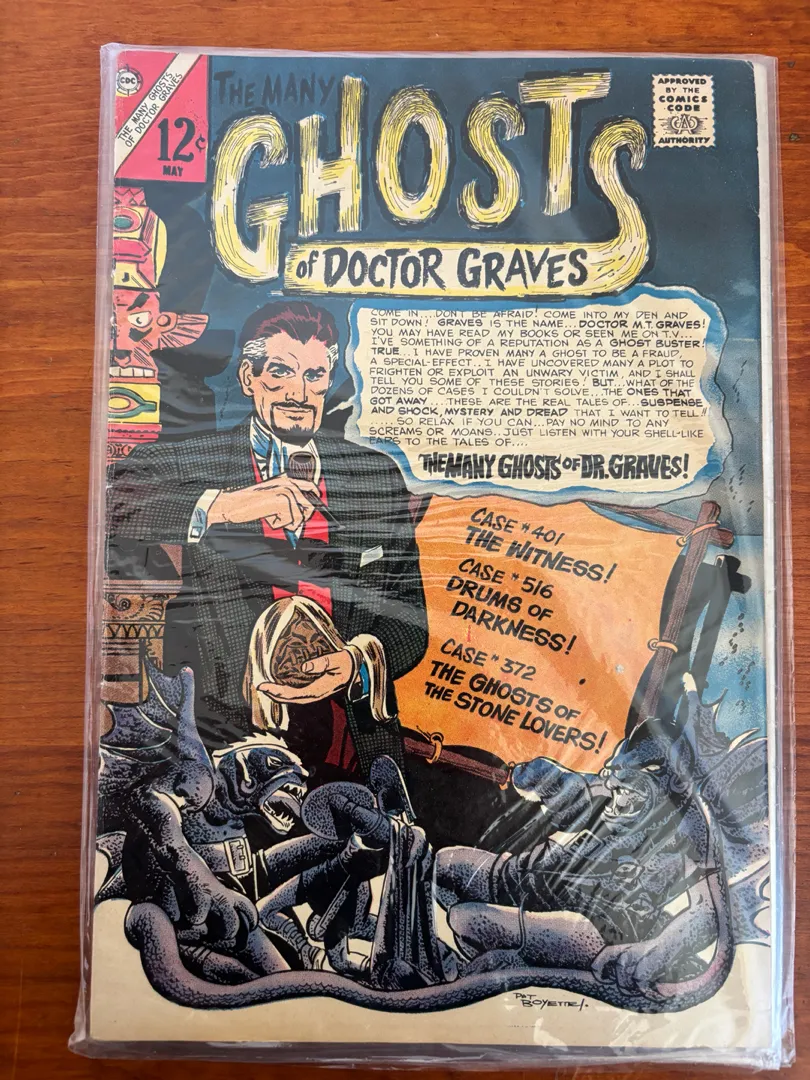 CDC
THE MANY GHOSTS
OF DOCTOR GRAVES
12¢
MAY
THE MANY
GHOSTS
of DOCTOR GRAVES
APPROVED
BY THE
COMICS
CODE
CA
AUTHORITY
COME IN....DON'T BE AFRAID! COME INTO MY DEN AND
SIT DOWN! GRAVES IS THE NAME...DOCTOR M.T. GRAVES!
YOU MAY HAVE READ MY BOOKS OR SEEN ME ON T.V...
I'VE SOMETHING OF A REPUTATION AS A GHOST BUSTER!
TRUE...I HAVE PROVEN MANY A GHOST TO BE A FRAUD,
A SPECIAL-EFFECT...I HAVE UNCOVERED MANY A PLOT TO
FRIGHTEN OR EXPLOIT AN UNWARY VICTIM, AND I SHALL
TELL YOU SOME OF THESE STORIES! BUT...WHAT OF THE
DOZENS OF CASES I COULDN'T SOLVE...THE ONES THAT
GOT AWAY....THESE ARE THE REAL TALES OF...SUSPENSE
AND SHOCK, MYSTERY AND DREAD THAT I WANT TO TELL!!
...SO RELAX IF YOU CAN...PAY NO MIND TO ANY
SCREAMS OR MOANS..JUST LISTEN WITH YOUR SHELL-LIKE
EARS TO THE TALES OF....
THE MANY GHOSTS OF DR. GRAVES!
CASE #401
THE WITNESS!
CASE #516
DRUMS OF
DARKNESS!
CASE #372
THE GHOSTS OF
THE STONE LOVERS!
PAT
BOYETTE/.